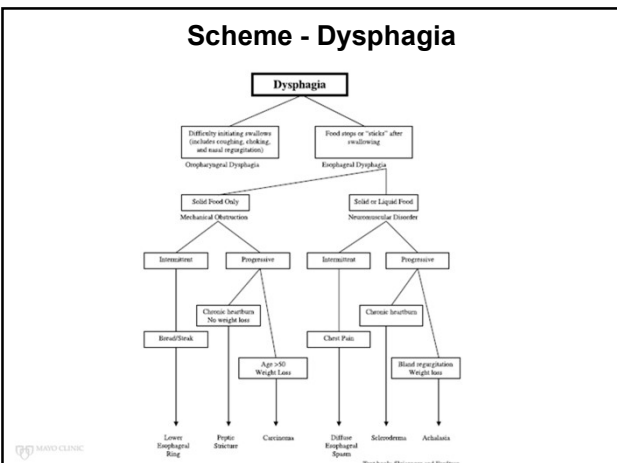 Scheme - Dysphagia
Dysphagia
Difficulty initiating swallows
(includes coughing, choking,
and nasal regurgitation)
Oropharyngeal Dysphagia
Food stops or "sticks" after
swallowing
Esophageal Dysphagia
Solid Food Only
Mechanical Obstruction
Solid or Liquid Food
Neuromuscular Disorder
Intermittent
Progressive
Intermittent
Progressive
Chronic heartburn
No weight loss
Chronic heartburn
Bread/Steak
Chest Pain
Age >50
Weight Loss
Bland regurgitation
Weight loss
Lower
Esophageal
Ring
Peptic
Stricture
Carcinoma
Diffuse
Esophageal
Spasm
Scleroderma
Achalasia
MAYO CLINIC